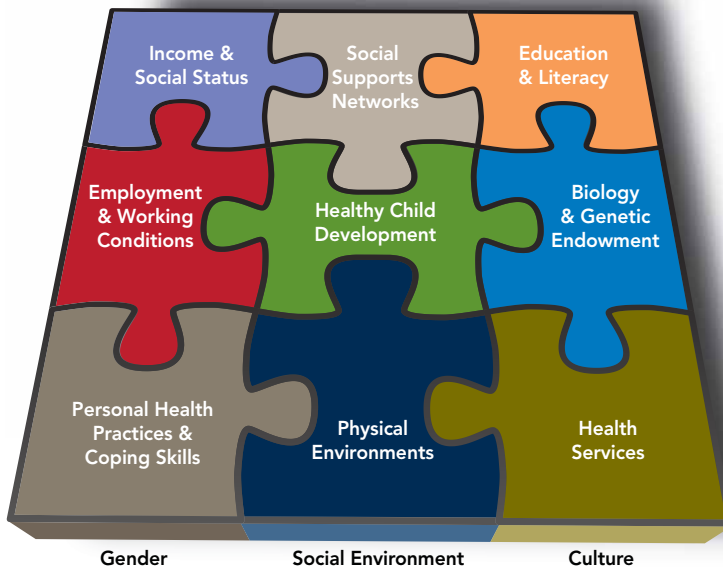 Income &
Social Status
Social
Supports
Networks
Education
& Literacy
Employment
& Working
Conditions
Healthy Child
Development
Biology
& Genetic
Endowment
Personal Health
Practices &
Coping Skills
Physical
Environments
Health
Services
Gender
Social Environment
Culture